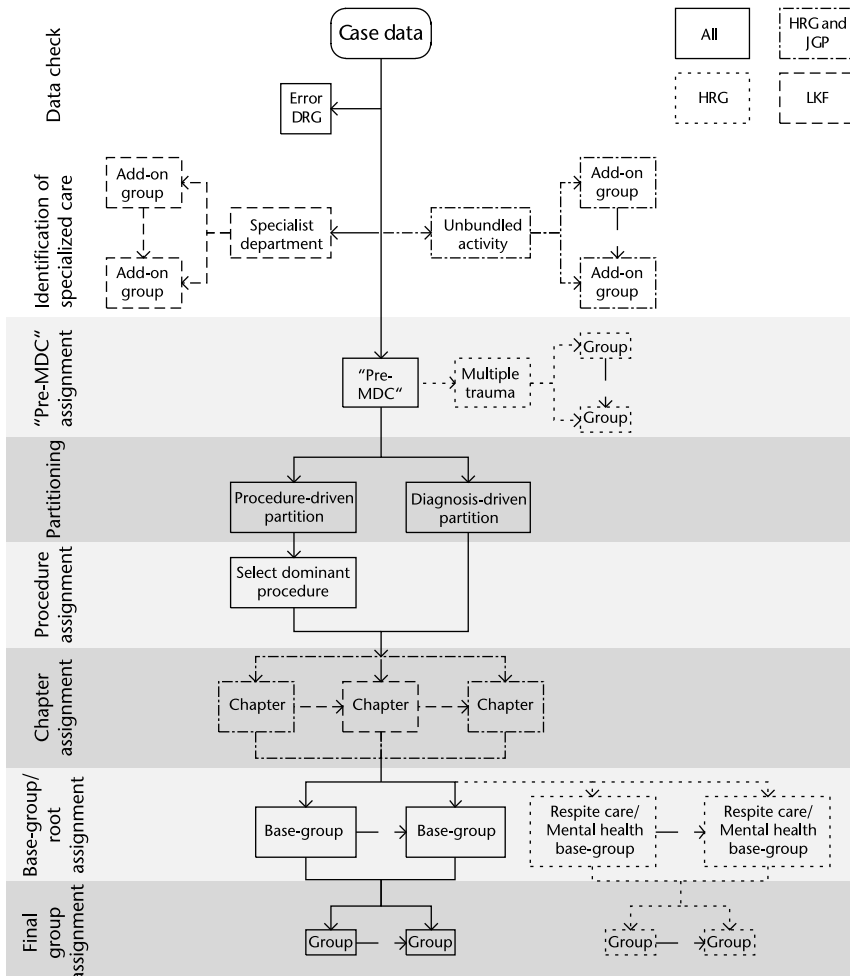 Case data
All
HRG and
JGP
HRG
LKF
Data check
Error
DRG
Identification of
specialized care
Add-on
group
Add-on
group
Specialist
department
Unbundled
activity
Add-on
group
Add-on
group
“Pre-MDC“
assignment
“Pre-
MDC“
Multiple
trauma
Group
Group
Partitioning
Procedure-driven
partition
Diagnosis-driven
partition
Procedure
assignment
Select dominant
procedure
Chapter
assignment
Chapter
Chapter
Chapter
Base-group/
root
assignment
Base-group
Base-group
Respite care/
Mental health
base-group
Respite care/
Mental health
base-group
Final
group
assignment
Group
Group
Group
Group